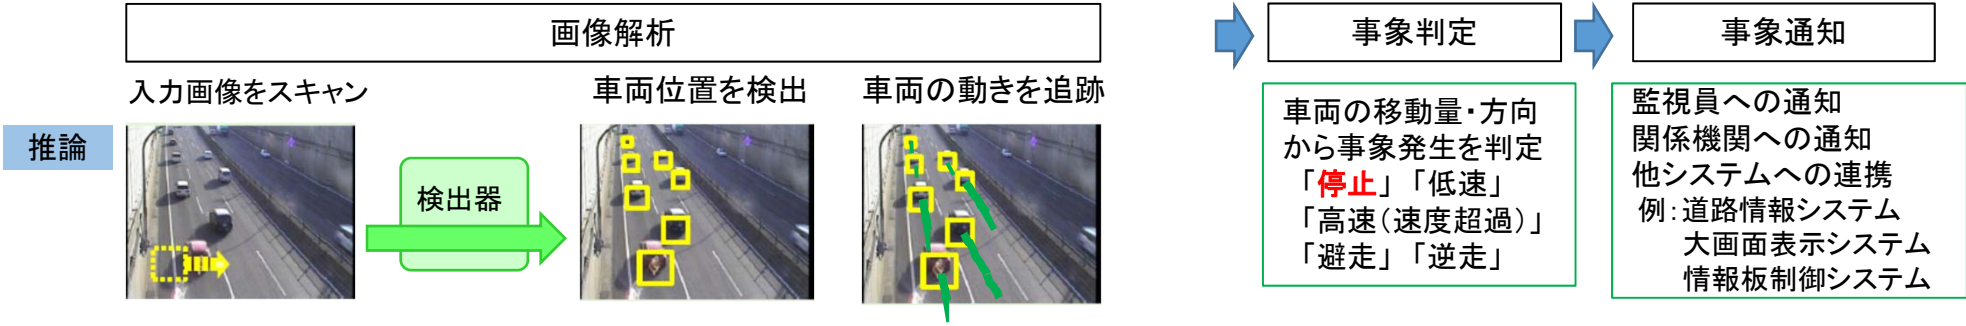 画像解析
事象判定
事象通知
入力画像をスキャン
車両位置を検出
車両の動きを追跡
推論
検出器
車両の移動量・方向
から事象発生を判定
「停止」「低速」
「高速(速度超過)」
「避走」「逆走」
監視員への通知
関係機関への通知
他システムへの連携
例:道路情報システム
大画面表示システム
情報板制御システム